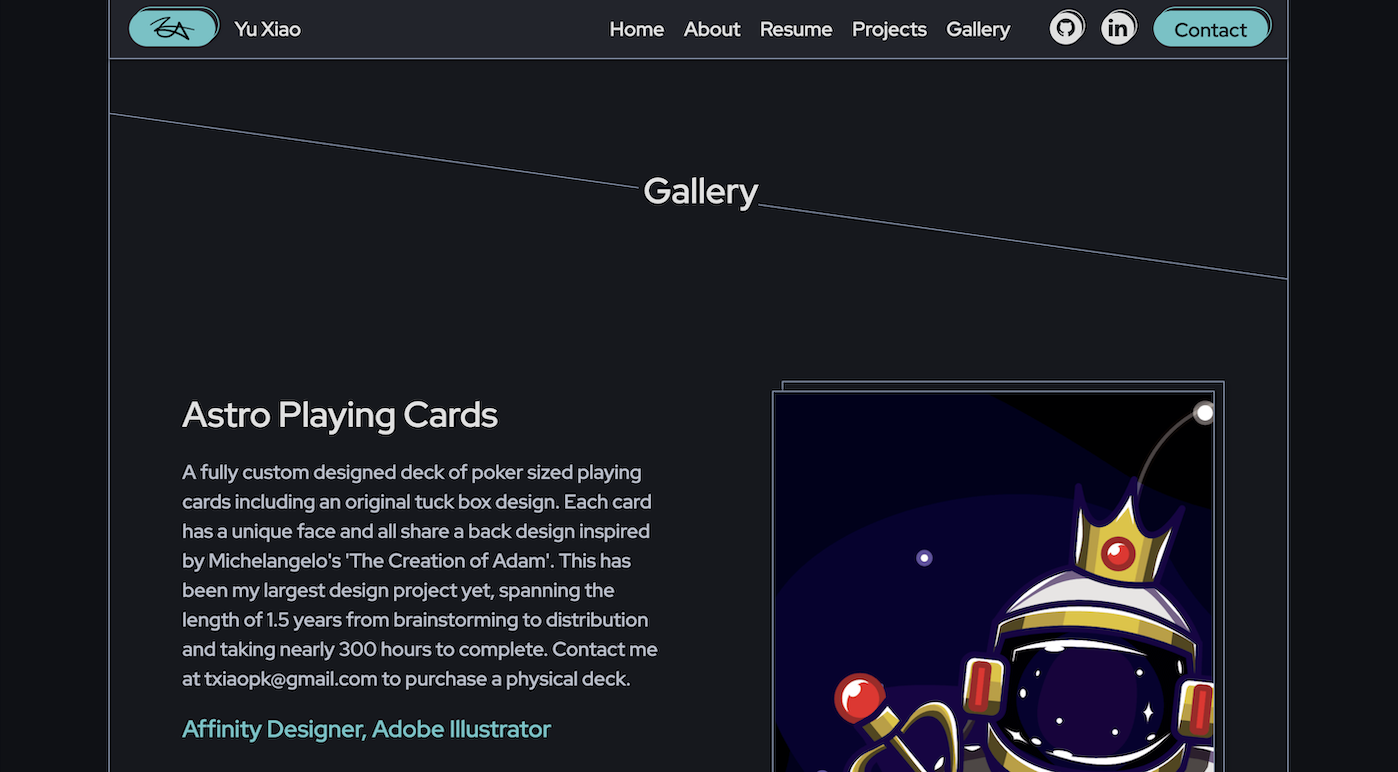 Yu Xiao
Home About Resume Projects Gallery in Contact
Gallery
Astro Playing Cards
A fully custom designed deck of poker sized playing
cards including an original tuck box design. Each card
has a unique face and all share a back design inspired
by Michelangelo's 'The Creation of Adam'. This has
been my largest design project yet, spanning the
length of 1.5 years from brainstorming to distribution
and taking nearly 300 hours to complete. Contact me
at txiaopk@gmail.com to purchase a physical deck.
Affinity Designer, Adobe Illustrator